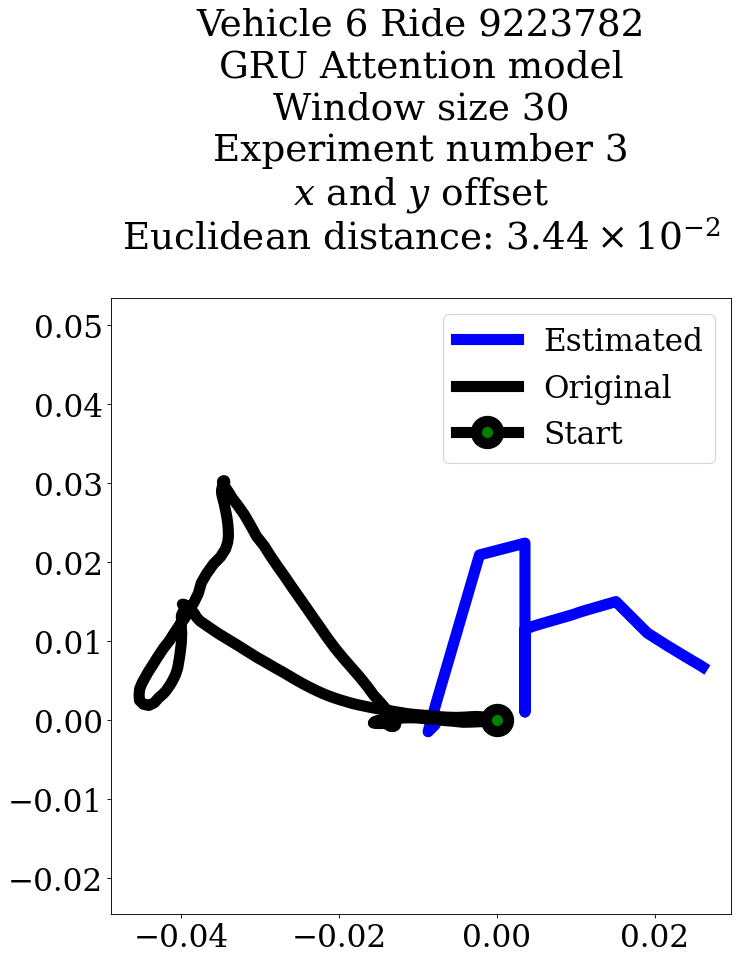 Vehicle 6 Ride 9223782
GRU Attention model
Window size 30
Experiment number 3
x and y offset
Euclidean distance: 3.44 × 10⁻²
Estimated
Original
Start
0.05
0.04
0.03
0.02
0.01
0.00
−0.01
−0.02
−0.04 −0.02 0.00 0.02